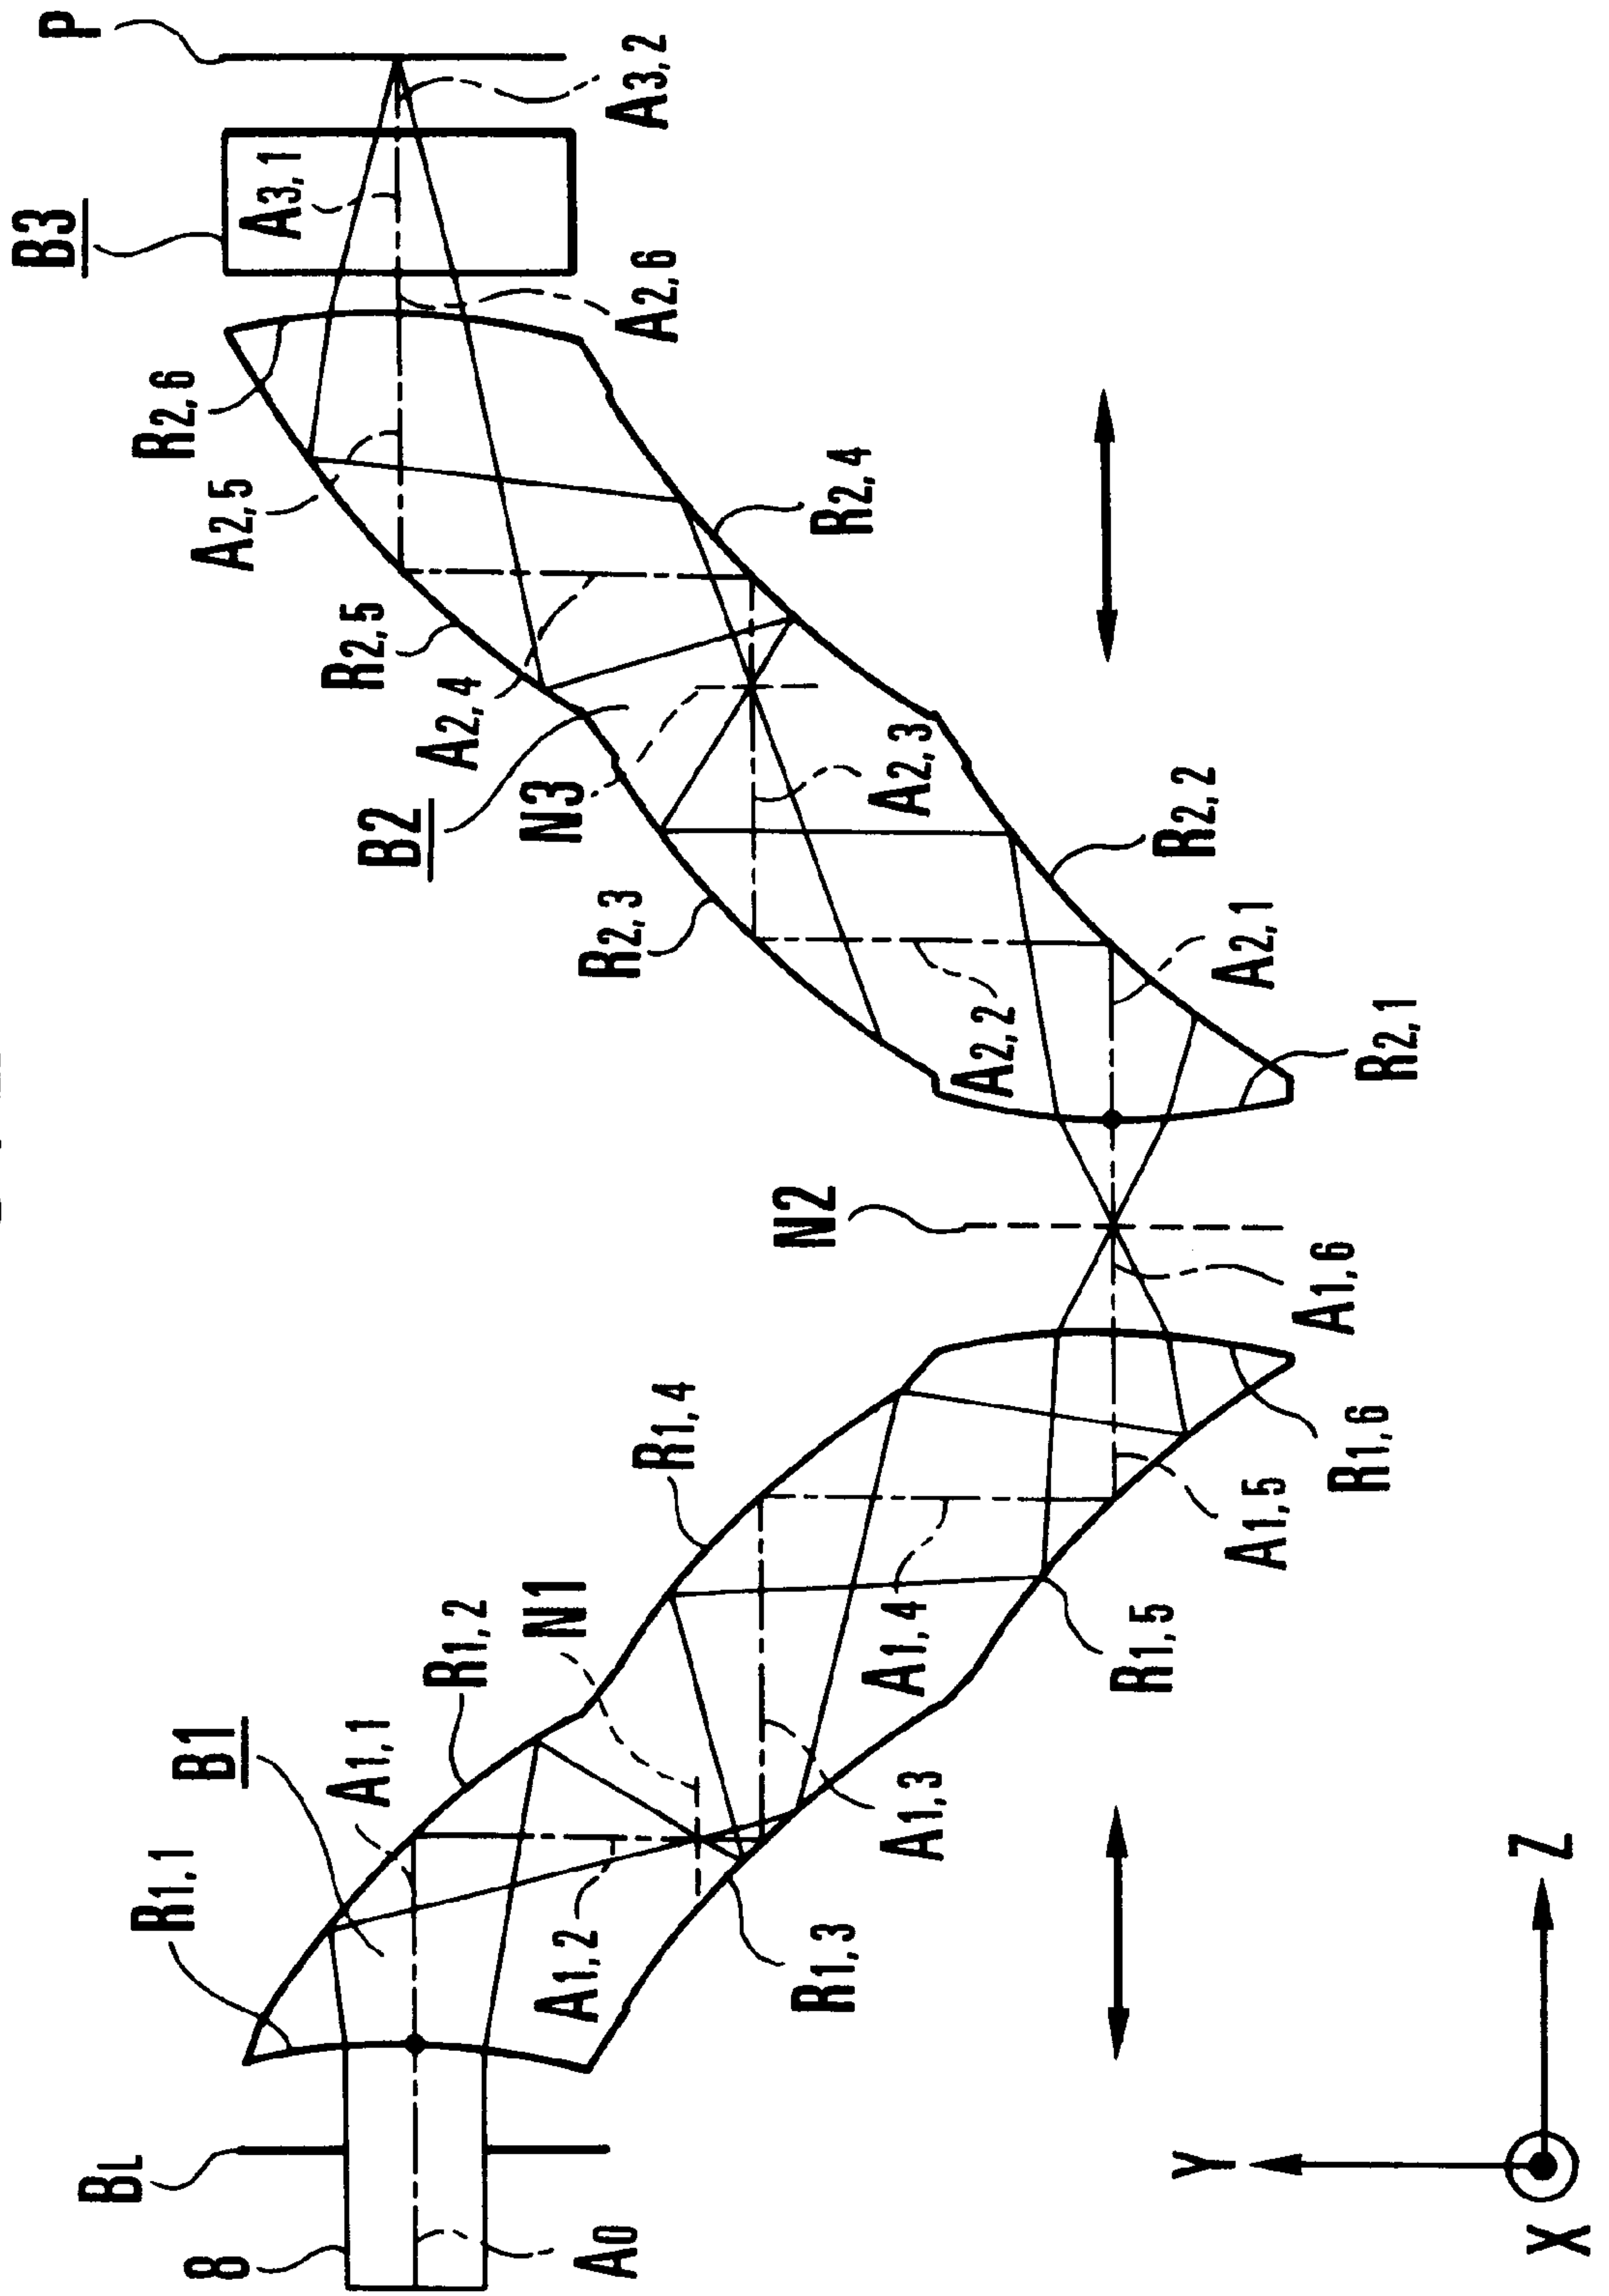 P
A3,2
B3
A3,1
A2,6
R2,6
A2,5
R2,5
A2,4
R2,4
B2
N3
A2,3
R2,3
R2,2
A2,2
A2,1
R2,1
N2
A1,6
R1,4
R1,6
A1,5
R1,2
N1
A1,4
R1,5
B1
A1,1
A1,3
R1,1
A1,2
R1,3
BL
8
A0
Y
Z
X